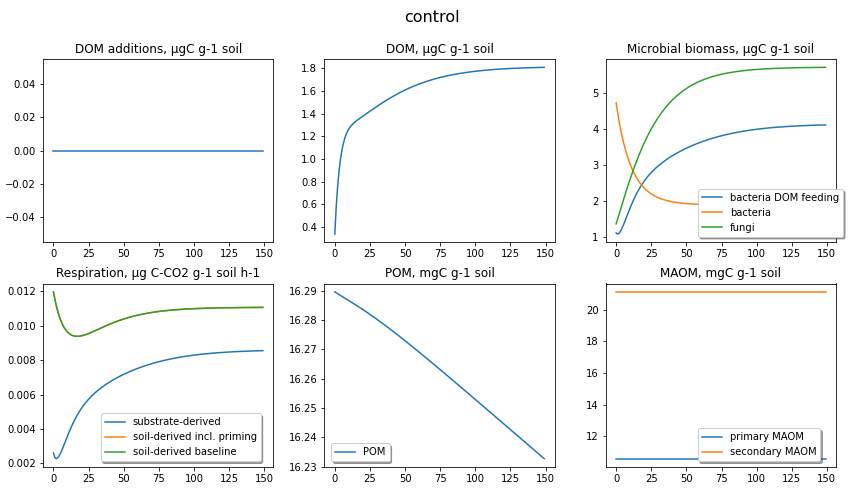 control
DOM additions, µgC g-1 soil
0.04
0.02
0.00
−0.02
−0.04
0 25 50 75 100 125 150
DOM, µgC g-1 soil
1.8
1.6
1.4
1.2
1.0
0.8
0.6
0.4
0 25 50 75 100 125 150
Microbial biomass, µgC g-1 soil
5
4
3
2
1
bacteria DOM feeding
bacteria
fungi
0 25 50 75 100 125 150
Respiration, µg C-CO2 g-1 soil h-1
0.012
0.010
0.008
0.006
0.004
0.002
substrate-derived
soil-derived incl. priming
soil-derived baseline
0 25 50 75 100 125 150
POM, mgC g-1 soil
16.29
16.28
16.27
16.26
16.25
16.24
16.23
POM
0 25 50 75 100 125 150
MAOM, mgC g-1 soil
20
18
16
14
12
primary MAOM
secondary MAOM
0 25 50 75 100 125 150